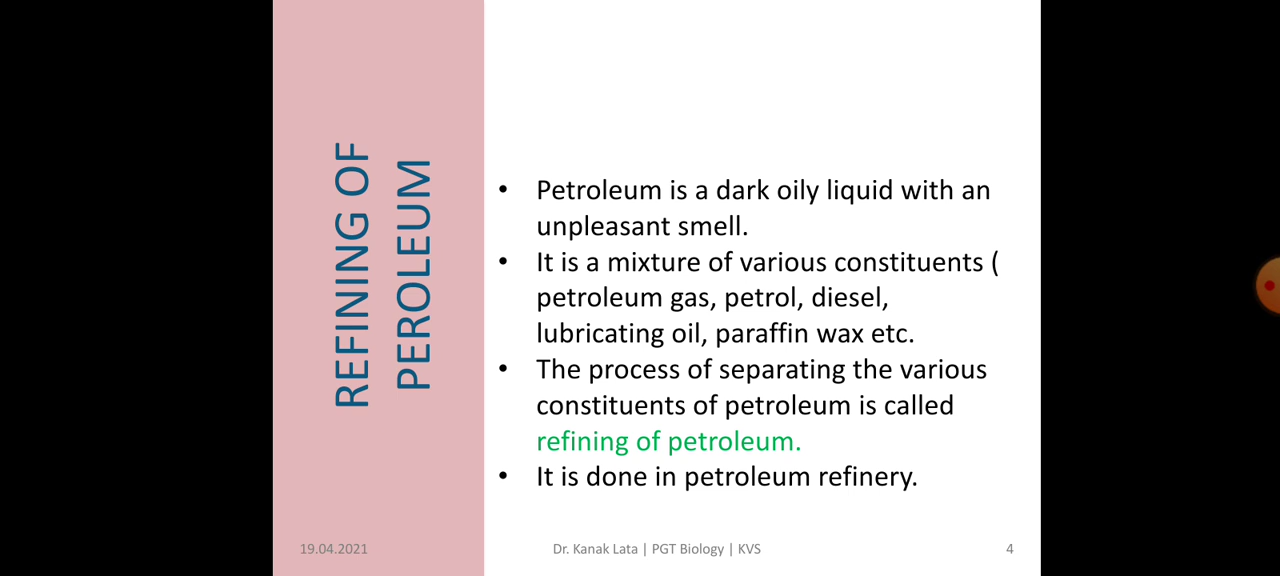 REFINING OF
PEROLEUM
• Petroleum is a dark oily liquid with an
unpleasant smell.
• It is a mixture of various constituents (
petroleum gas, petrol, diesel,
lubricating oil, paraffin wax etc.
• The process of separating the various
constituents of petroleum is called
refining of petroleum.
• It is done in petroleum refinery.
19.04.2021
Dr. Kanak Lata | PGT Biology | KVS
4